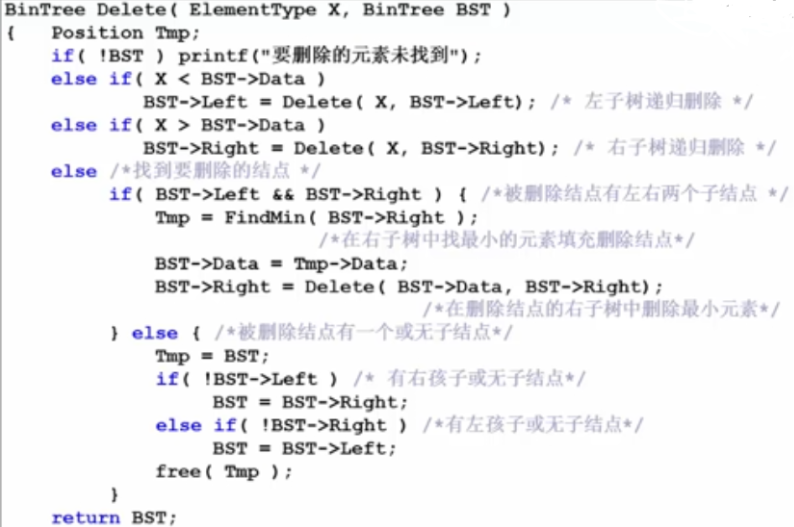 BinTree Delete( ElementType X, BinTree BST )
{ Position Tmp;
if( !BST ) printf("要删除的元素未找到");
else if( X < BST->Data )
BST->Left = Delete( X, BST->Left); /* 左子树递归删除 */
else if( X > BST->Data )
BST->Right = Delete( X, BST->Right); /* 右子树递归删除 */
else /*找到要删除的结点 */
if( BST->Left && BST->Right ) { /*被删除结点有左右两个子结点 */
Tmp = FindMin( BST->Right );
/*在右子树中找最小的元素填充删除结点*/
BST->Data = Tmp->Data;
BST->Right = Delete( BST->Data, BST->Right);
/*在删除结点的右子树中删除最小元素*/
} else { /*被删除结点有一个或无子结点*/
Tmp = BST;
if( !BST->Left ) /* 有右孩子或无子结点*/
BST = BST->Right;
else if( !BST->Right ) /*有左孩子或无子结点*/
BST = BST->Left;
free( Tmp );
}
return BST;